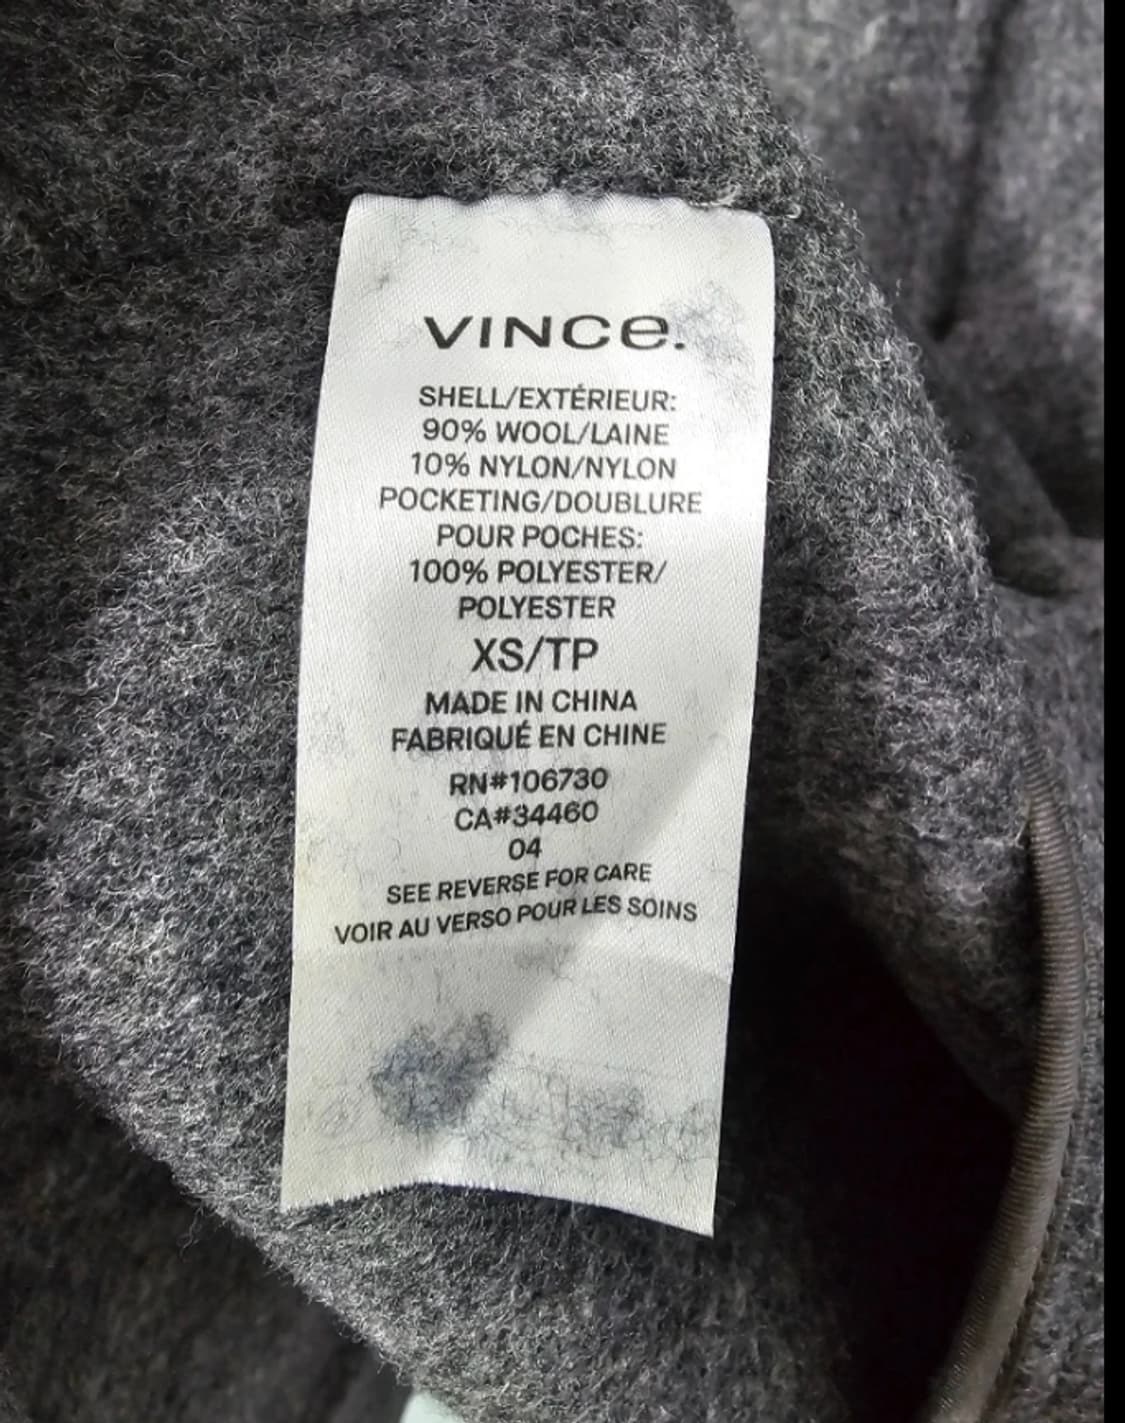 VINCe.
SHELL/EXTÉRIEUR:
90% WOOL/LAINE
10% NYLON/NYLON
POCKETING/DOUBLURE
POUR POCHES:
100% POLYESTER/
POLYESTER
XS/TP
MADE IN CHINA
FABRIQUÉ EN CHINE
RN#106730
CA#34460
04
SEE REVERSE FOR CARE
VOIR AU VERSO POUR LES SOINS